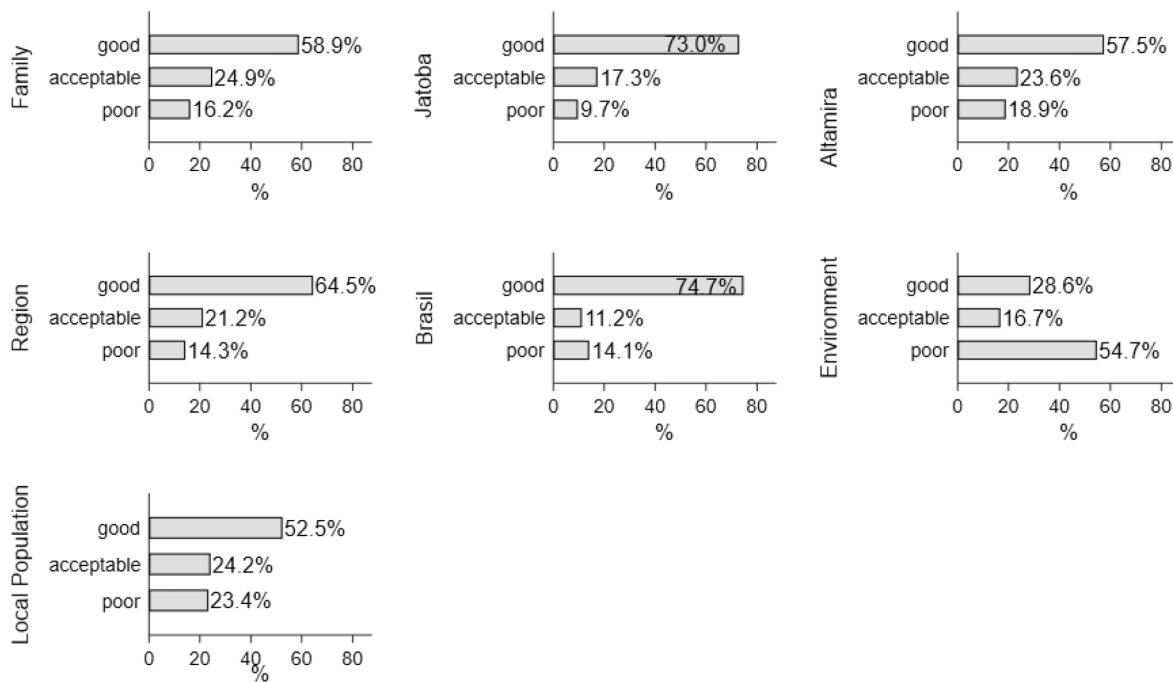 Family
good 58.9%
acceptable 24.9%
poor 16.2%
0 20 40 60 80
%
Jatoba
good 73.0%
acceptable 17.3%
poor 9.7%
0 20 40 60 80
%
Altamira
good 57.5%
acceptable 23.6%
poor 18.9%
0 20 40 60 80
%
Region
good 64.5%
acceptable 21.2%
poor 14.3%
0 20 40 60 80
%
Brasil
good 74.7%
acceptable 11.2%
poor 14.1%
0 20 40 60 80
%
Environment
good 28.6%
acceptable 16.7%
poor 54.7%
0 20 40 60 80
%
Local Population
good 52.5%
acceptable 24.2%
poor 23.4%
0 20 40 60 80
%